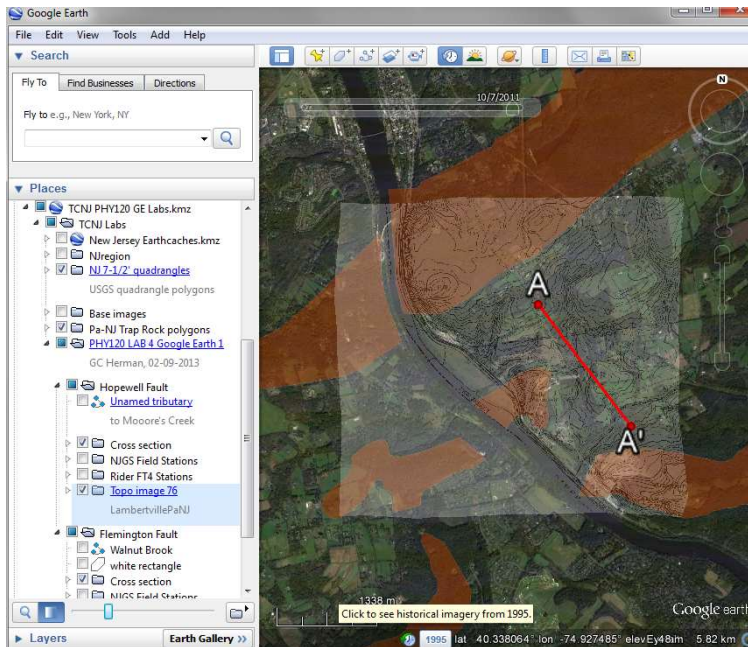 Google Earth
File Edit View Tools Add Help
Search
Fly To Find Businesses Directions
Fly to e.g., New York, NY
Places
TCNJ PHY120 GE Labs.kmz
TCNJ Labs
New Jersey Earthcaches.kmz
NJregion
NJ 7-1/2' quadrangles
USGS quadrangle polygons
Base images
Pa-NJ Trap Rock polygons
PHY120 LAB 4 Google Earth 1
GC Herman, 02-09-2013
Hopewell Fault
Unamed tributary
to Mooore's Creek
Cross section
NJGS Field Stations
Rider FT4 Stations
Topo image 76
LambertvillePaNJ
Flemington Fault
Walnut Brook
white rectangle
Cross section
NJGS Field Stations
Layers
Earth Gallery »
10/7/2011
N
A
A'
1338 m
Click to see historical imagery from 1995.
Google earth
1995 lat 40.338064° lon -74.927485° elev 5.82 km